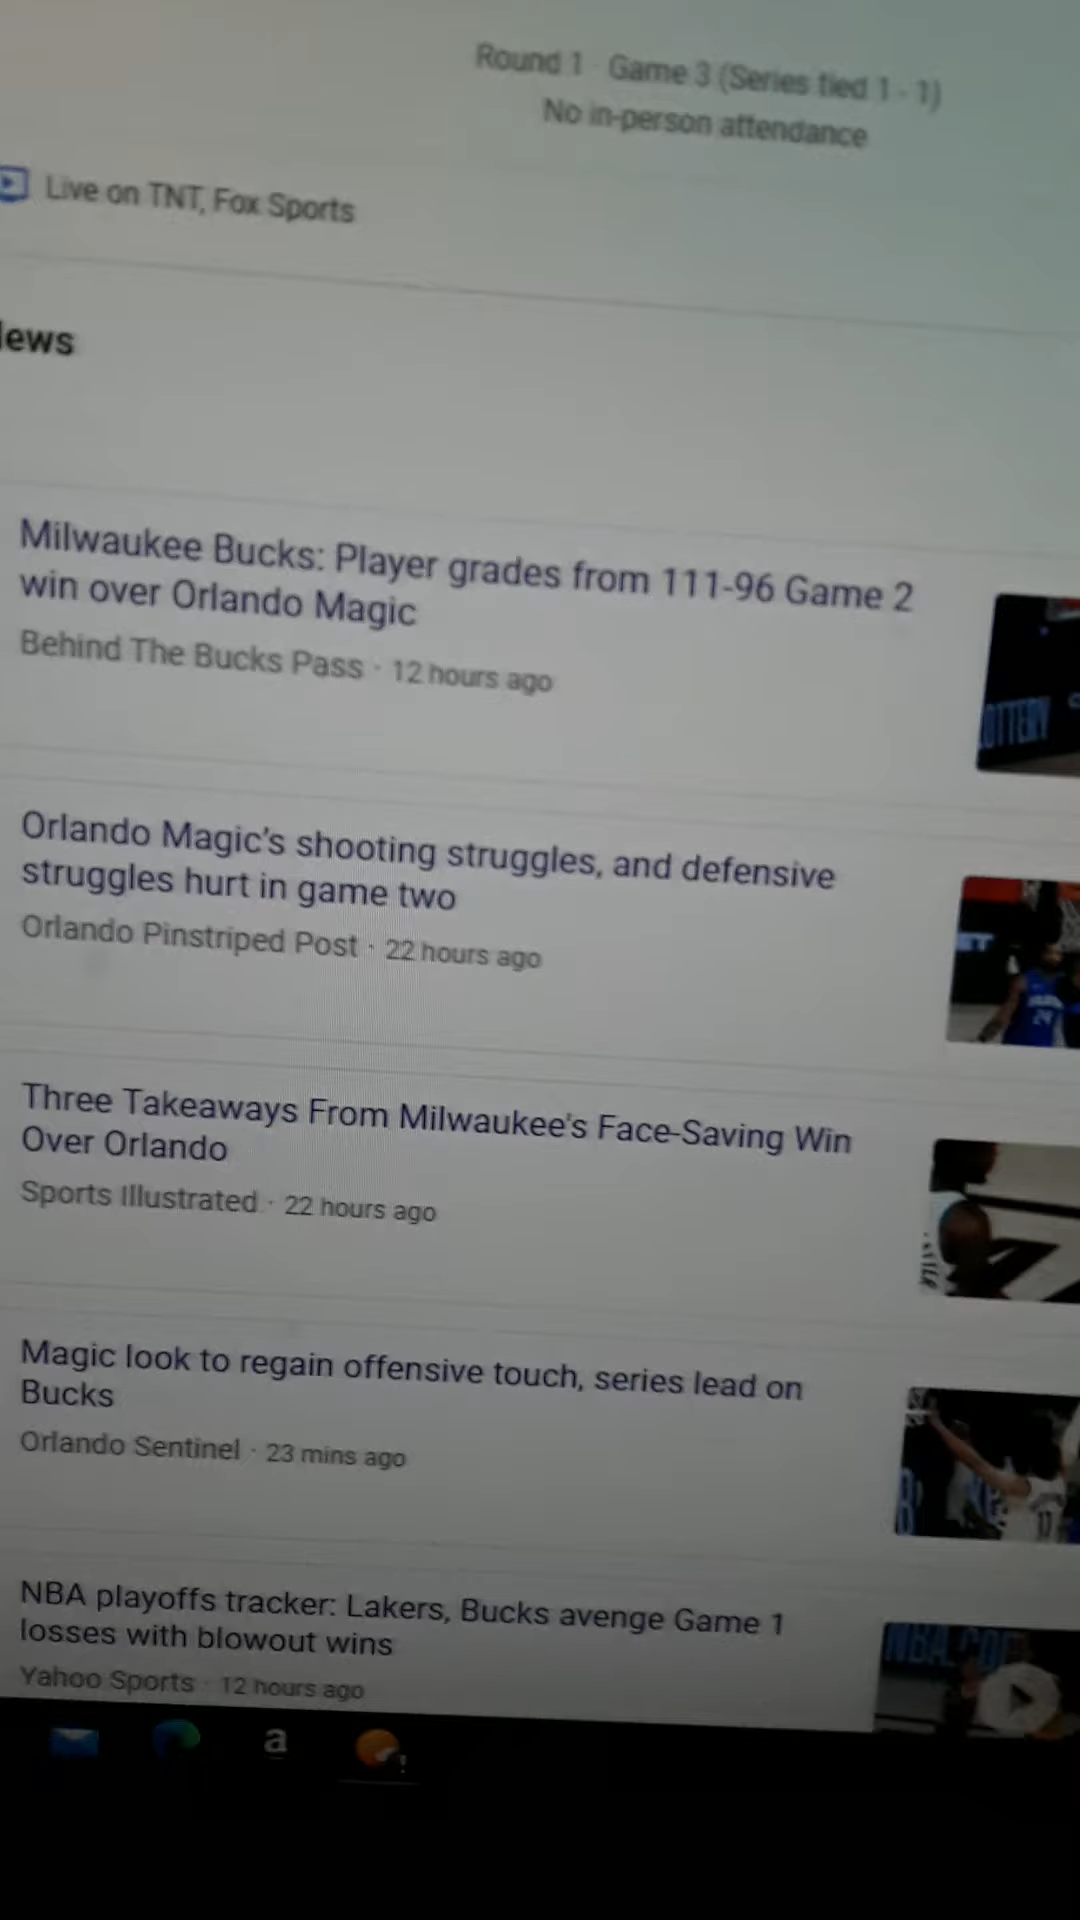 Round 1 · Game 3 (Series tied 1 - 1)
No in-person attendance
Live on TNT, Fox Sports
lews
Milwaukee Bucks: Player grades from 111-96 Game 2
win over Orlando Magic
Behind The Bucks Pass · 12 hours ago
OTTERY
Orlando Magic's shooting struggles, and defensive
struggles hurt in game two
Orlando Pinstriped Post · 22 hours ago
ET
24
Three Takeaways From Milwaukee's Face-Saving Win
Over Orlando
Sports Illustrated · 22 hours ago
Magic look to regain offensive touch, series lead on
Bucks
Orlando Sentinel · 23 mins ago
NBA playoffs tracker: Lakers, Bucks avenge Game 1
losses with blowout wins
Yahoo Sports · 12 hours ago
a